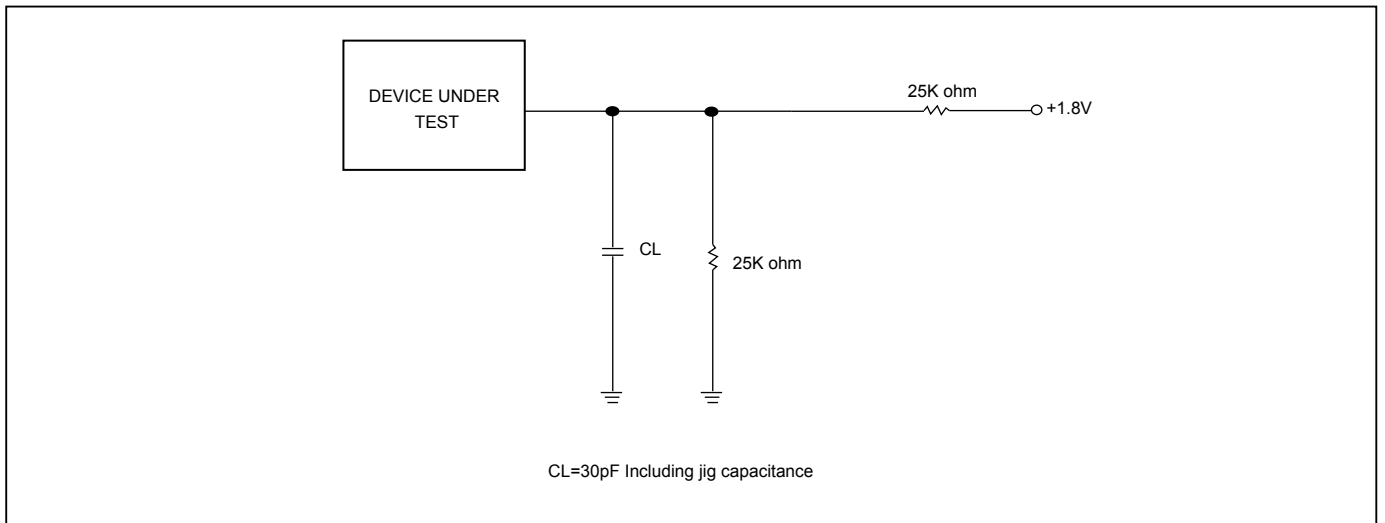 DEVICE UNDER
TEST
25K ohm
+1.8V
CL
25K ohm
CL=30pF Including jig capacitance